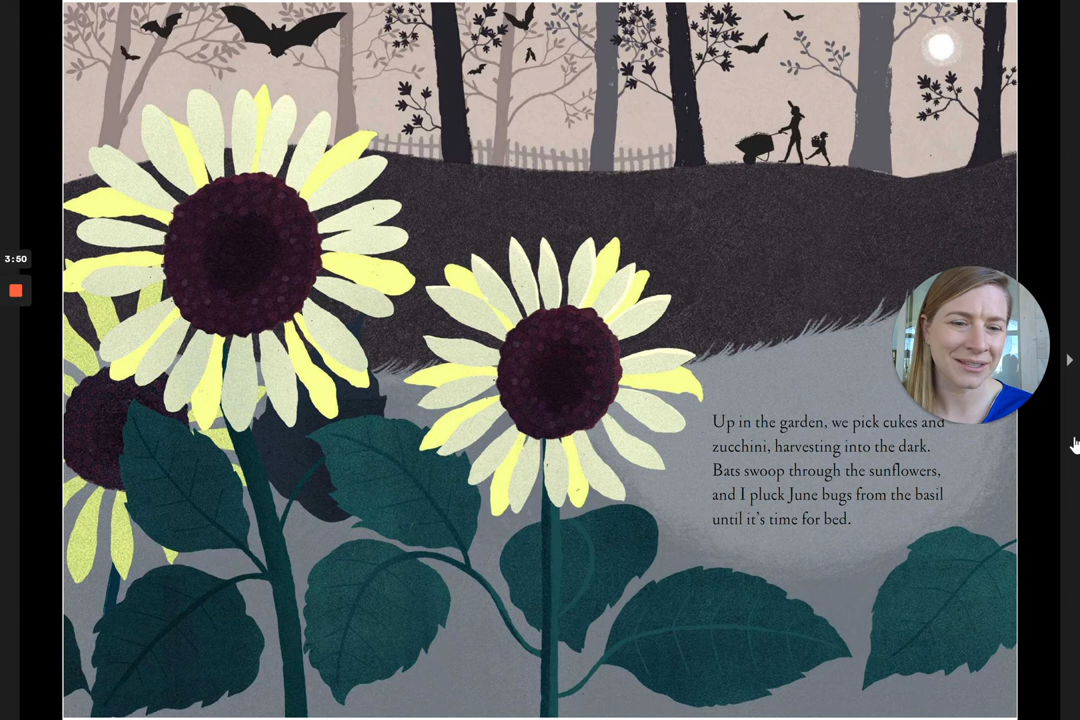 3:50
Up in the garden, we pick cukes and
zucchini, harvesting into the dark.
Bats swoop through the sunflowers,
and I pluck June bugs from the basil
until it's time for bed.